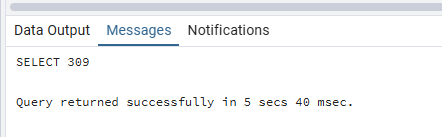 Data Output Messages Notifications
SELECT 309
Query returned successfully in 5 secs 40 msec.